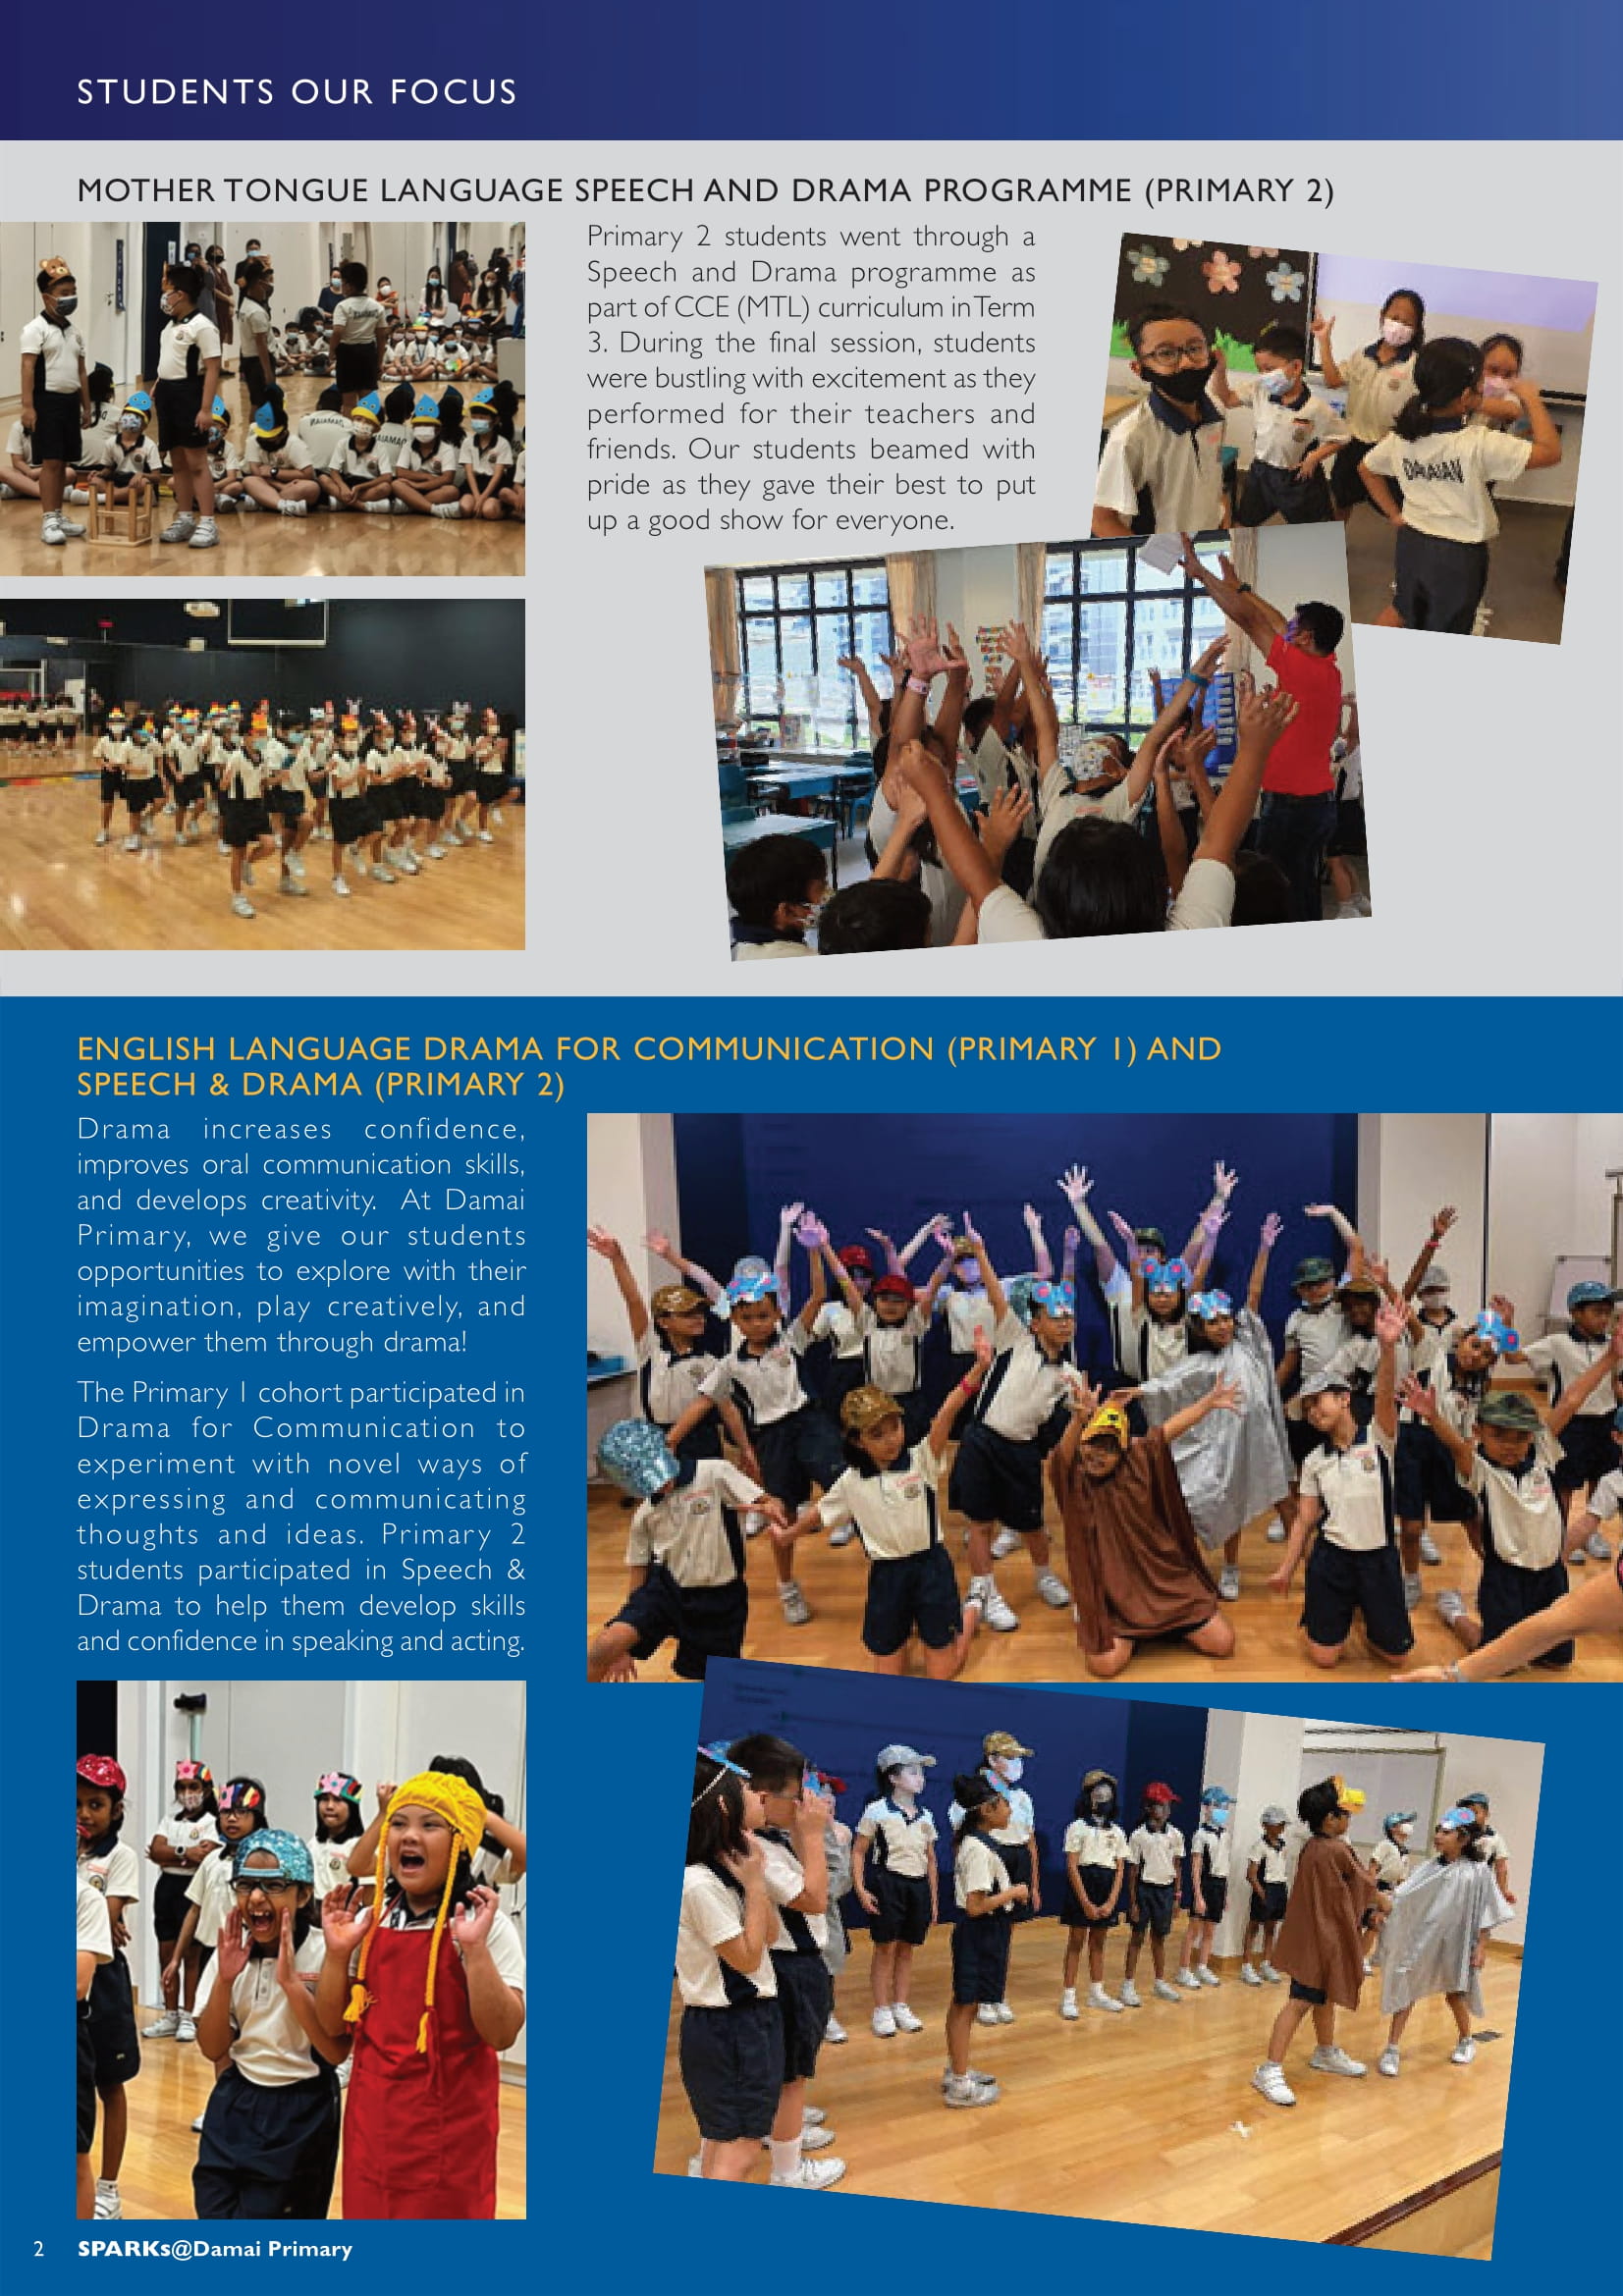 STUDENTS OUR FOCUS
MOTHER TONGUE LANGUAGE SPEECH AND DRAMA PROGRAMME (PRIMARY 2)
Primary 2 students went through a
Speech and Drama programme as
part of CCE (MTL) curriculum in Term
3. During the final session, students
were bustling with excitement as they
performed for their teachers and
friends. Our students beamed with
pride as they gave their best to put
up a good show for everyone.
ENGLISH LANGUAGE DRAMA FOR COMMUNICATION (PRIMARY 1) AND
SPEECH & DRAMA (PRIMARY 2)
Drama increases confidence,
improves oral communication skills,
and develops creativity. At Damai
Primary, we give our students
opportunities to explore with their
imagination, play creatively, and
empower them through drama!
The Primary 1 cohort participated in
Drama for Communication to
experiment with novel ways of
expressing and communicating
thoughts and ideas. Primary 2
students participated in Speech &
Drama to help them develop skills
and confidence in speaking and acting.
2 SPARKs@Damai Primary